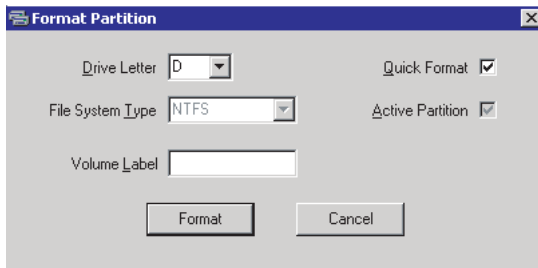 Format Partition
Drive Letter D Quick Format
File System Type NTFS Active Partition
Volume Label
Format Cancel